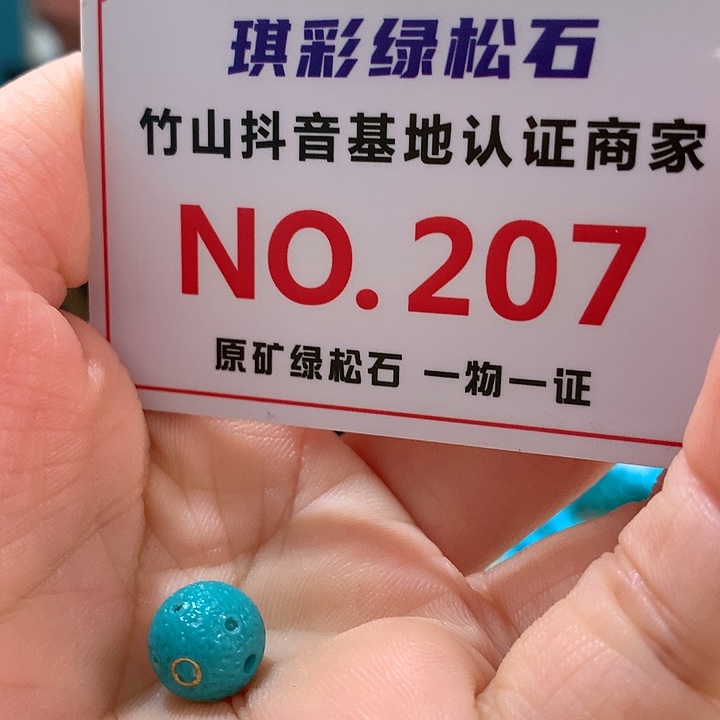 琪彩绿松石
竹山抖音基地认证商家
NO.207
原矿绿松石 一物一证